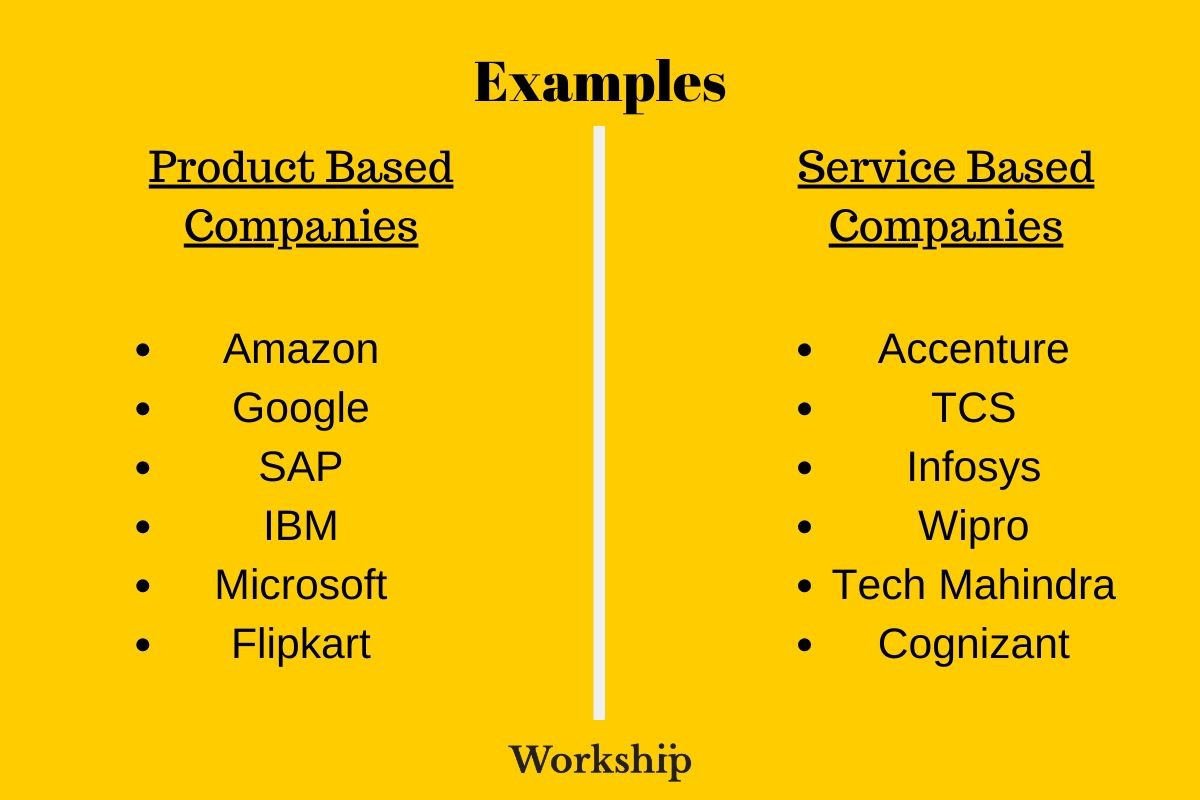 Examples
Product Based
Companies
• Amazon
• Google
• SAP
• IBM
• Microsoft
• Flipkart
Service Based
Companies
• Accenture
• TCS
• Infosys
• Wipro
• Tech Mahindra
• Cognizant
Workship